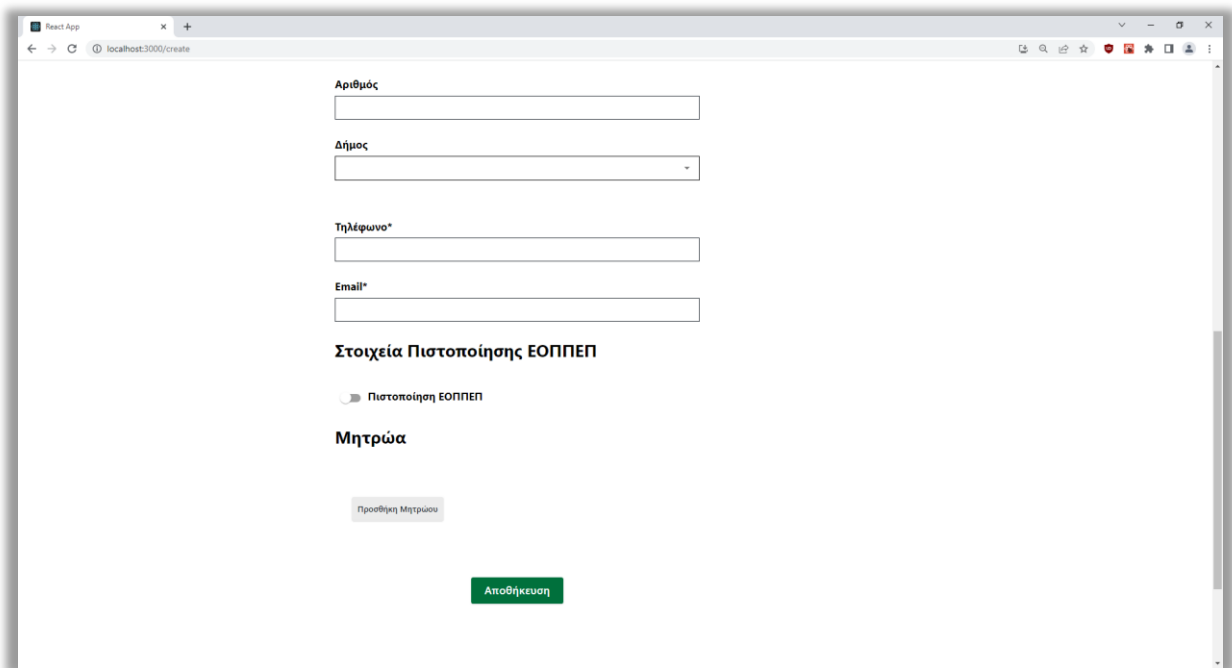 React App
localhost:3000/create
Αριθμός
Δήμος
Τηλέφωνο*
Email*
Στοιχεία Πιστοποίησης ΕΟΠΠΕΠ
Πιστοποίηση ΕΟΠΠΕΠ
Μητρώα
Προσθήκη Μητρώου
Αποθήκευση